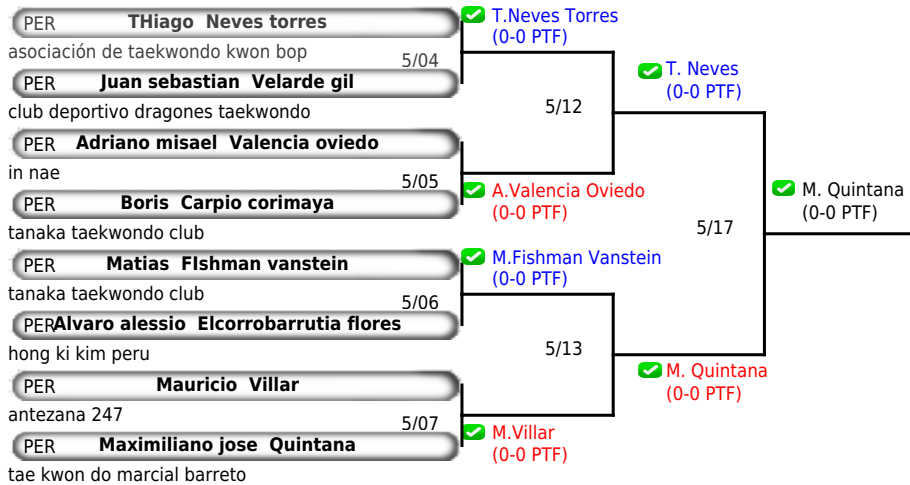 PER THiago Neves torres
asociación de taekwondo kwon bop
5/04
PER Juan sebastian Velarde gil
club deportivo dragones taekwondo
PER Adriano misael Valencia oviedo
in nae
5/05
PER Boris Carpio corimaya
tanaka taekwondo club
PER Matias FIshman vanstein
tanaka taekwondo club
5/06
PER Alvaro alessio Elcorrobarrutia flores
hong ki kim peru
PER Mauricio Villar
antezana 247
5/07
PER Maximiliano jose Quintana
tae kwon do marcial barreto
T.Neves Torres
(0-0 PTF)
5/12
A.Valencia Oviedo
(0-0 PTF)
M.Fishman Vanstein
(0-0 PTF)
5/13
M.Villar
(0-0 PTF)
T. Neves
(0-0 PTF)
5/17
M. Quintana
(0-0 PTF)
M. Quintana
(0-0 PTF)